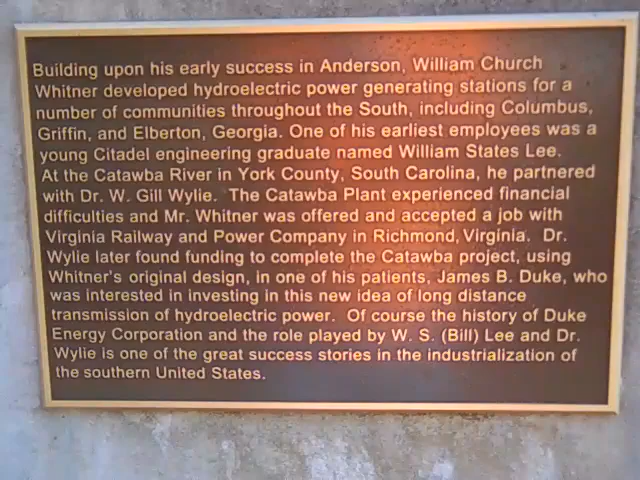 Building upon his early success in Anderson, William Church
Whitner developed hydroelectric power generating stations for a
number of communities throughout the South, including Columbus,
Griffin, and Elberton, Georgia. One of his earliest employees was a
young Citadel engineering graduate named William States Lee.
At the Catawba River in York County, South Carolina, he partnered
with Dr. W. Gill Wylie. The Catawba Plant experienced financial
difficulties and Mr. Whitner was offered and accepted a job with
Virginia Railway and Power Company in Richmond, Virginia. Dr.
Wylie later found funding to complete the Catawba project, using
Whitner's original design, in one of his patients, James B. Duke, who
was interested in investing in this new idea of long distance
transmission of hydroelectric power. Of course the history of Duke
Energy Corporation and the role played by W. S. (Bill) Lee and Dr.
Wylie is one of the great success stories in the industrialization of
the southern United States.